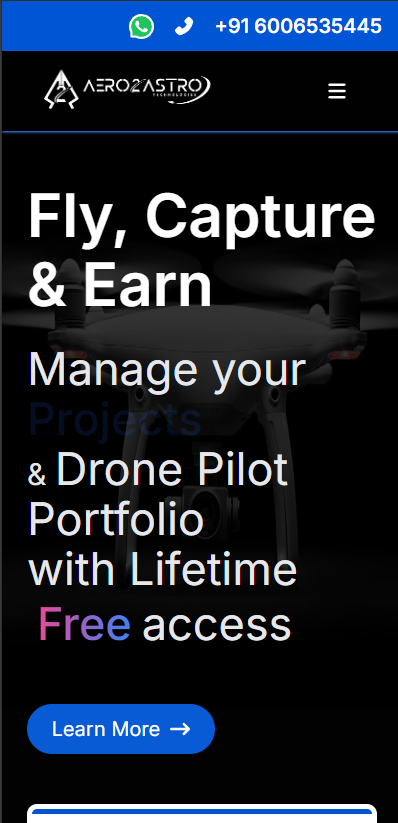 +91 6006535445
AERO2ASTRO
TECHNOLOGIES
Fly, Capture
& Earn
Manage your
Projects
& Drone Pilot
Portfolio
with Lifetime
Free access
Learn More →